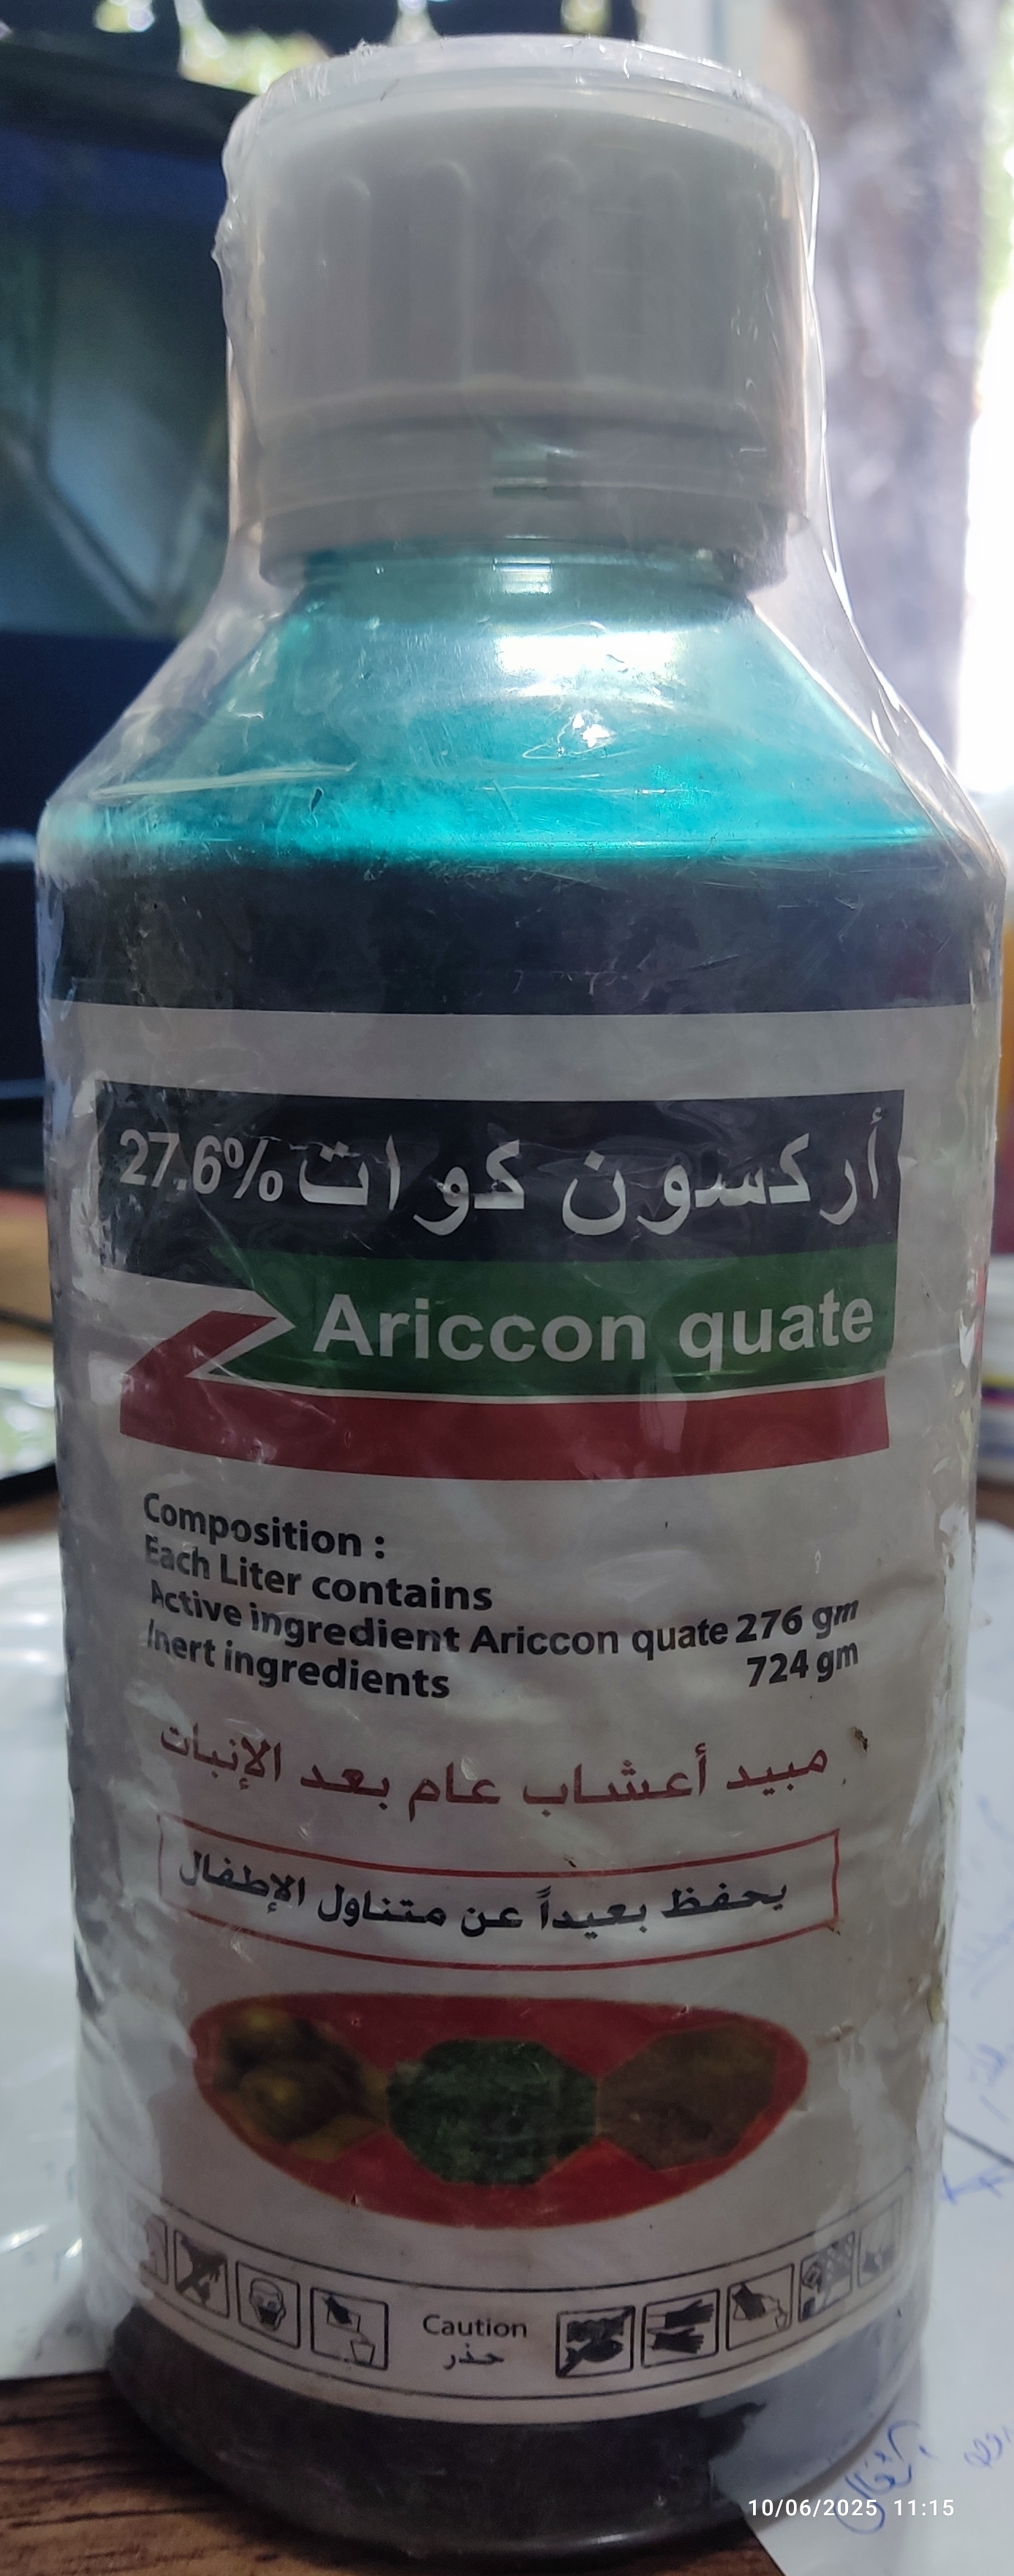 أركسون كوات 27.6%
Ariccon quate
Composition :
Each Liter contains
Active ingredient Ariccon quate 276 gm
Inert ingredients 724 gm
مبيد أعشاب عام بعد الإنبات
يحفظ بعيداً عن متناول الإطفال
Caution
حذر
10/06/2025 11:15